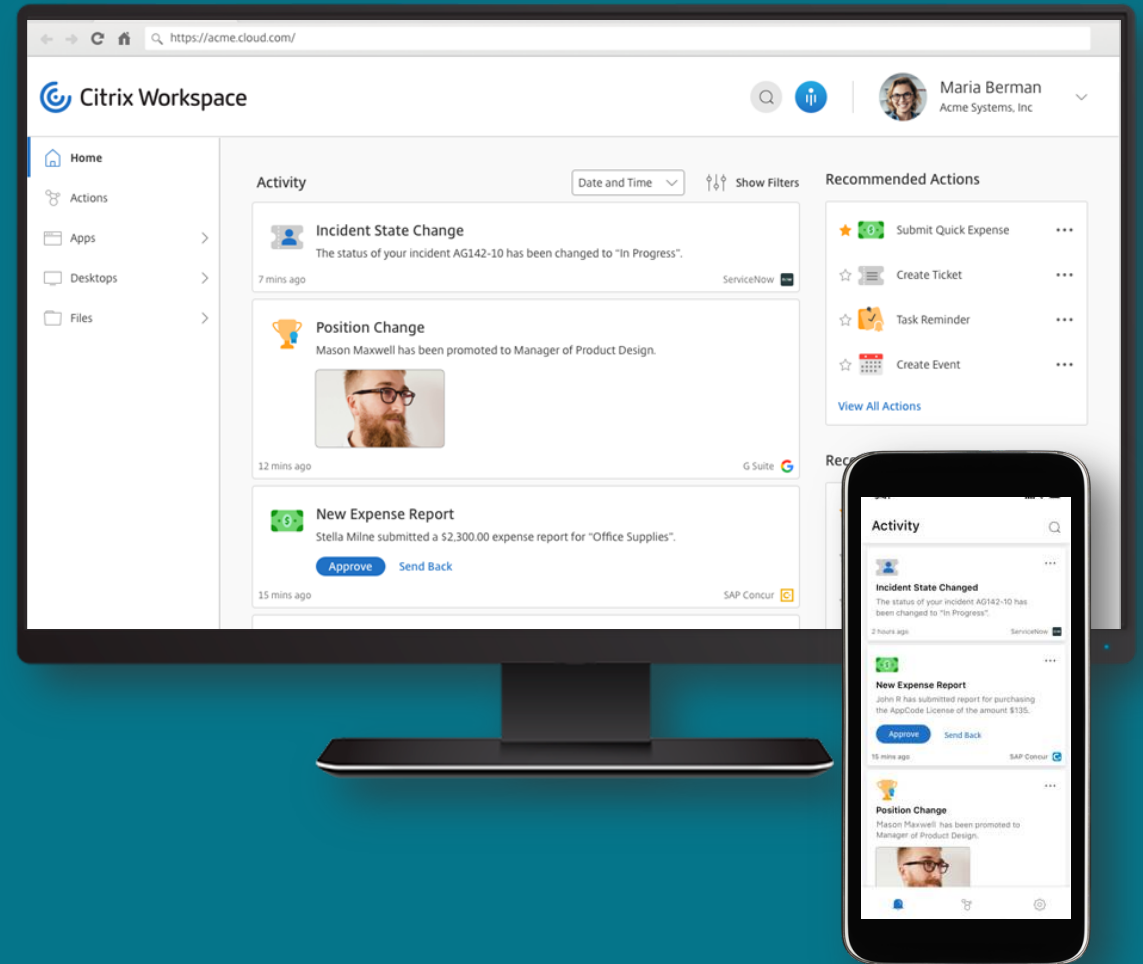 https://acme.cloud.com/
Citrix Workspace
Maria Berman
Acme Systems, Inc
Home
Actions
Apps
Desktops
Files
Activity
Date and Time
Show Filters
Incident State Change
The status of your incident AG142-10 has been changed to "In Progress".
7 mins ago
ServiceNow
Position Change
Mason Maxwell has been promoted to Manager of Product Design.
12 mins ago
G Suite
New Expense Report
Stella Milne submitted a $2,300.00 expense report for "Office Supplies".
Approve
Send Back
15 mins ago
SAP Concur
Recommended Actions
Submit Quick Expense
Create Ticket
Task Reminder
Create Event
View All Actions
Activity
Incident State Changed
The status of your incident AG142-10 has
been changed to "In Progress".
2 hours ago
ServiceNow
New Expense Report
John R has submitted report for purchasing
the AppCode License of the amount $135.
Approve
Send Back
15 mins ago
SAP Concur
Position Change
Mason Maxwell has been promoted to
Manager of Product Design.